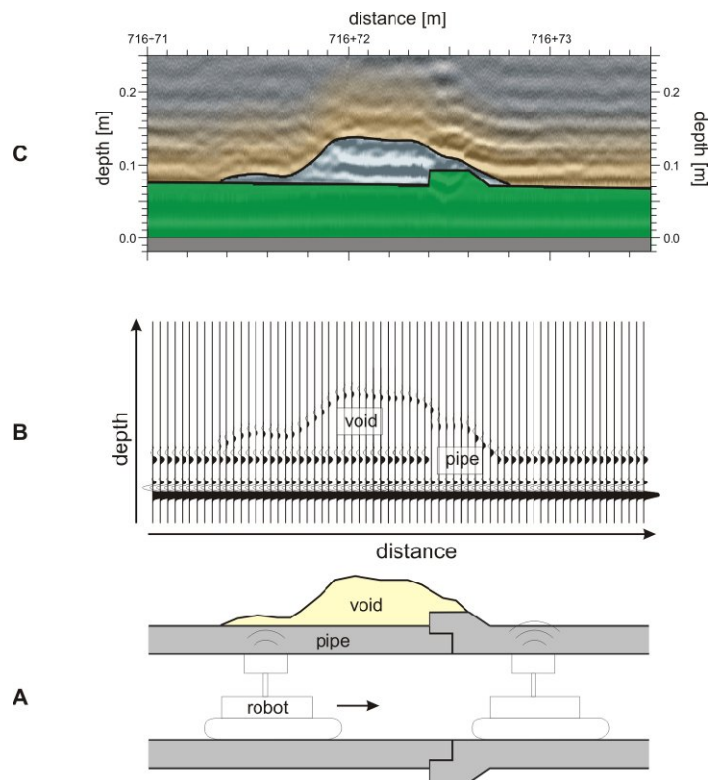 distance [m]
716+71
716+72
716+73
C
depth [m]
0.2
0.1
0.0
0.2
0.1
0.0
depth [m]
B
depth
void
pipe
distance
A
void
pipe
robot